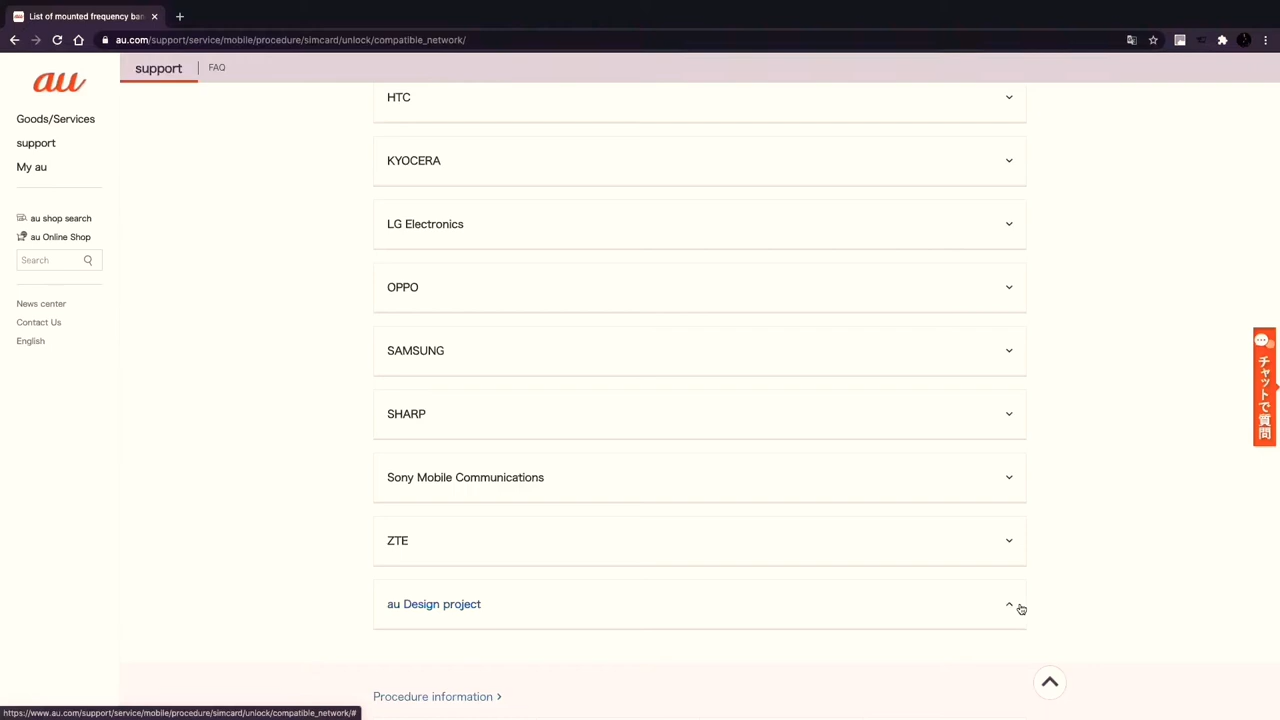 List of mounted frequency ban
au.com/support/service/mobile/procedure/simcard/unlock/compatible_network/
au
support
FAQ
Goods/Services
support
My au
au shop search
au Online Shop
Search
News center
Contact Us
English
HTC
KYOCERA
LG Electronics
OPPO
SAMSUNG
SHARP
Sony Mobile Communications
ZTE
au Design project
Procedure information
チャットで質問
https://www.au.com/support/service/mobile/procedure/simcard/unlock/compatible_network/#